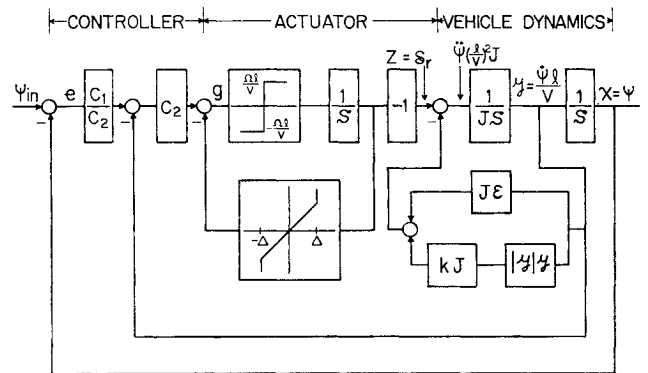 CONTROLLER ACTUATOR VEHICLE DYNAMICS
Z = δr ψ̈(ℓ/V)²J
ψin e C₁/C₂ C₂ g Ωℓ/V -Ωℓ/V 1/S -1 1/JS y = ψ̇ℓ/V 1/S x=ψ
- - - -
-Δ Δ
Jε
kJ |y|y